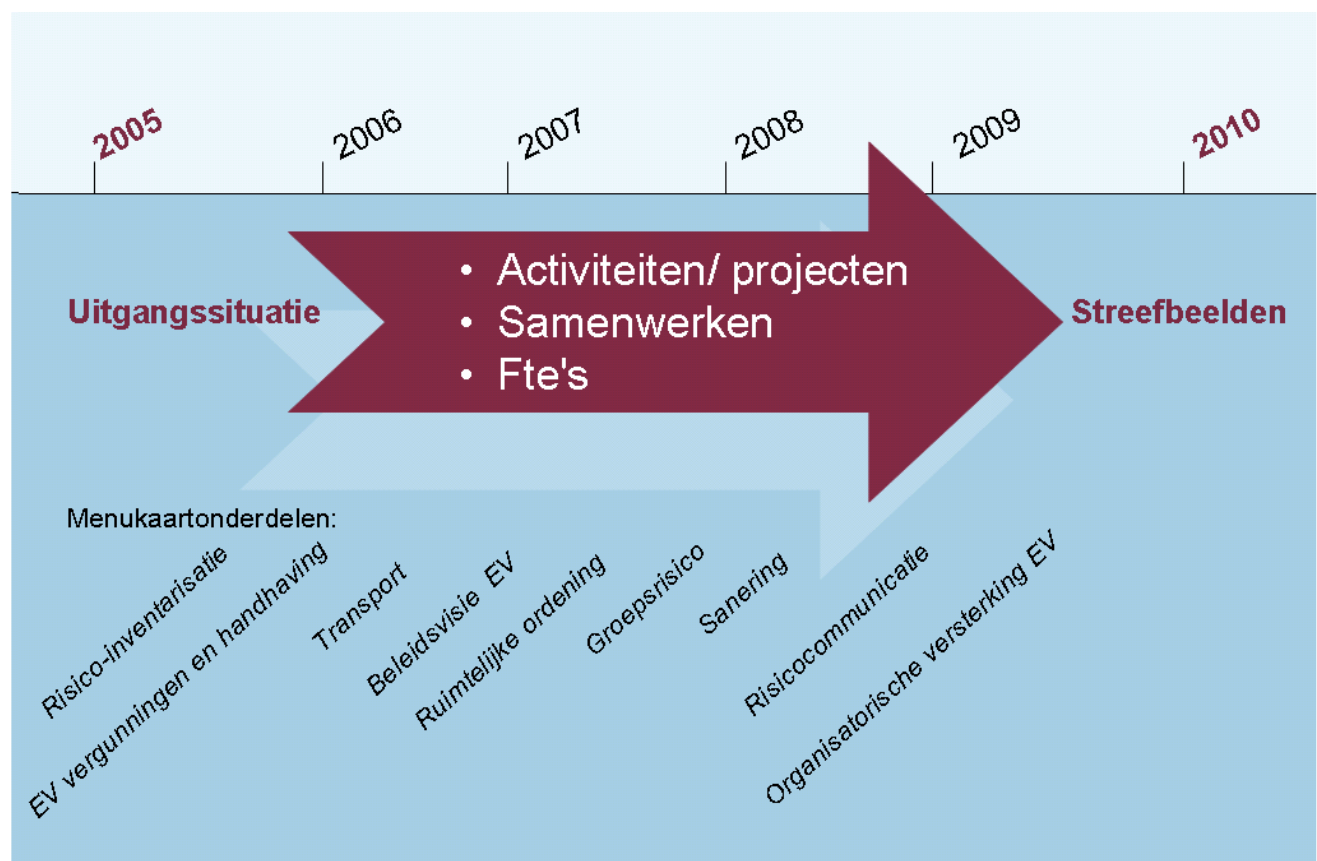 2005
2006
2007
2008
2009
2010
• Activiteiten/ projecten
Uitgangssituatie
• Samenwerken
Streefbeelden
• Fte's
Menukaartonderdelen:
Risico-inventarisatie
EV vergunningen en handhaving
Transport
Beleidsvisie EV
Ruimtelijke ordening
Groepsrisico
Sanering
Risicocommunicatie
Organisatorische versterking EV